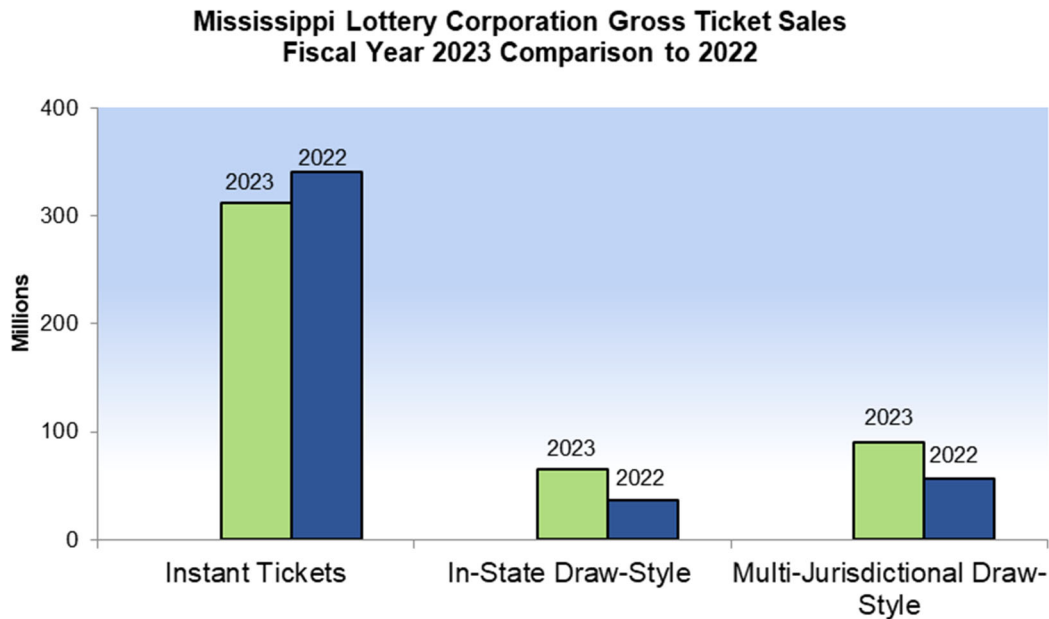 Mississippi Lottery Corporation Gross Ticket Sales
Fiscal Year 2023 Comparison to 2022
400
300
200
100
0
Millions
2023
2022
2023
2022
2023
2022
Instant Tickets
In-State Draw-Style
Multi-Jurisdictional Draw-
Style